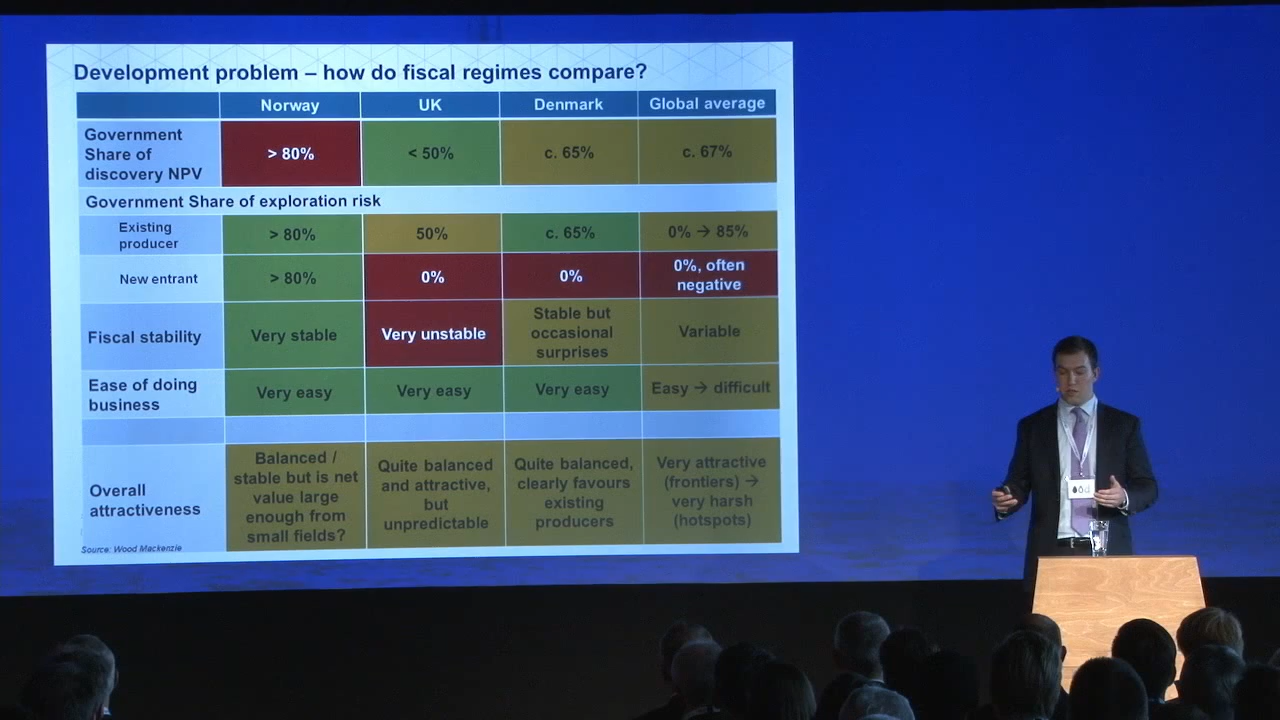 Development problem – how do fiscal regimes compare?
Norway
UK
Denmark
Global average
Government
Share of
discovery NPV
> 80%
< 50%
c. 65%
c. 67%
Government Share of exploration risk
Existing
producer
> 80%
50%
c. 65%
0% → 85%
New entrant
> 80%
0%
0%
0%, often
negative
Fiscal stability
Very stable
Very unstable
Stable but
occasional
surprises
Variable
Ease of doing
business
Very easy
Very easy
Very easy
Easy → difficult
Overall
attractiveness
Balanced /
stable but is net
value large
enough from
small fields?
Quite balanced
and attractive,
but
unpredictable
Quite balanced,
clearly favours
existing
producers
Very attractive
(frontiers) →
very harsh
(hotspots)
Source: Wood Mackenzie